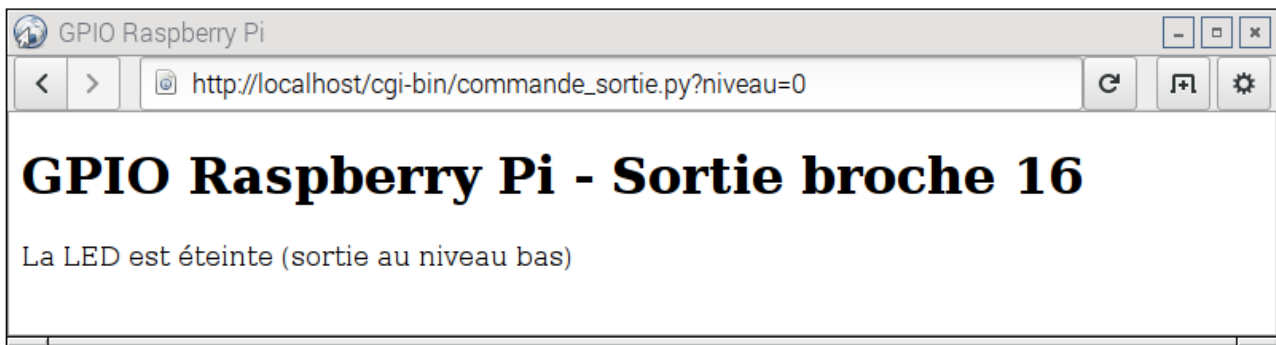 GPIO Raspberry Pi
http://localhost/cgi-bin/commande_sortie.py?niveau=0
GPIO Raspberry Pi - Sortie broche 16
La LED est éteinte (sortie au niveau bas)